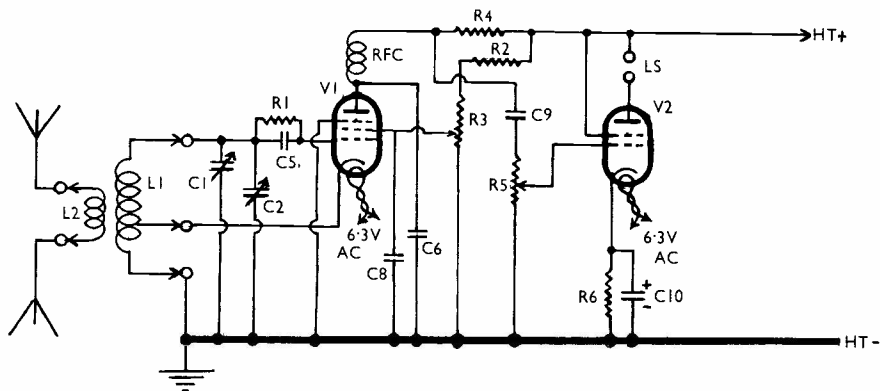 R4
HT+
RFC
R2
LS
V1
V2
R1
R3
C9
C5
L1
C1
R5
L2
C2
6·3V
AC
C8
C6
6·3V
AC
R6
+
C10
-
HT-